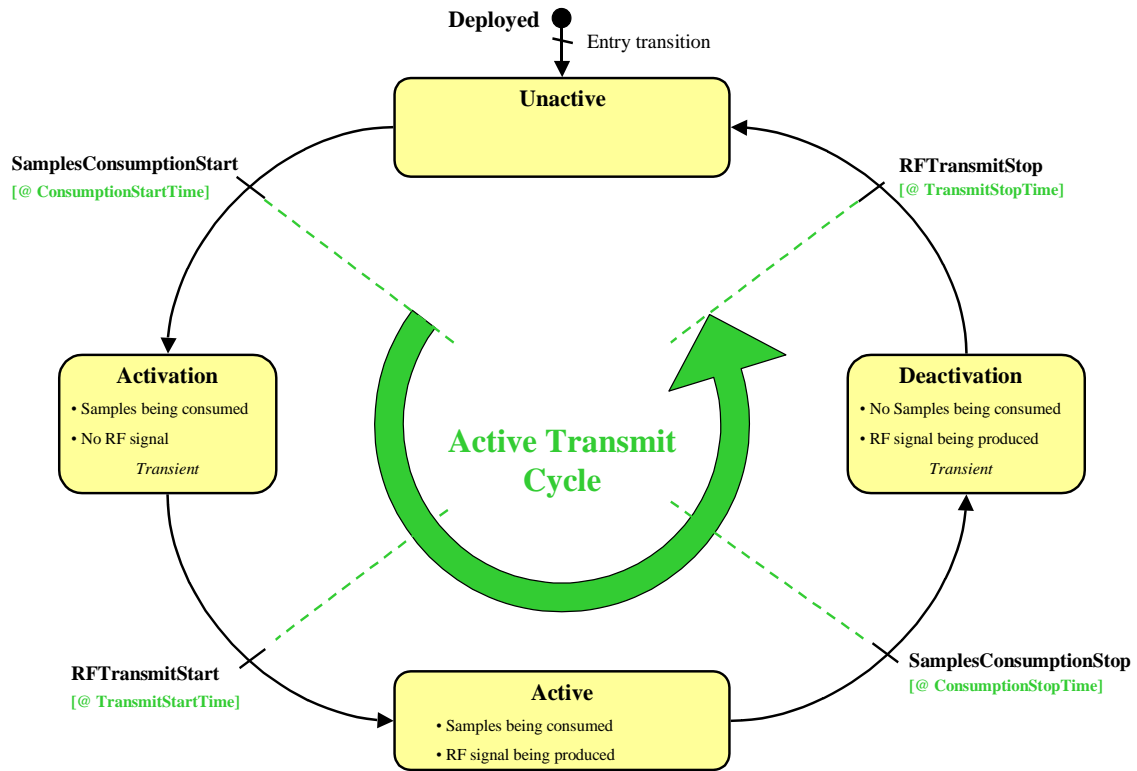 Deployed
Entry transition
Unactive
SamplesConsumptionStart
[@ ConsumptionStartTime]
RFTransmitStop
[@ TransmitStopTime]
Activation
• Samples being consumed
• No RF signal
Transient
Deactivation
• No Samples being consumed
• RF signal being produced
Transient
Active Transmit
Cycle
RFTransmitStart
[@ TransmitStartTime]
SamplesConsumptionStop
[@ ConsumptionStopTime]
Active
• Samples being consumed
• RF signal being produced